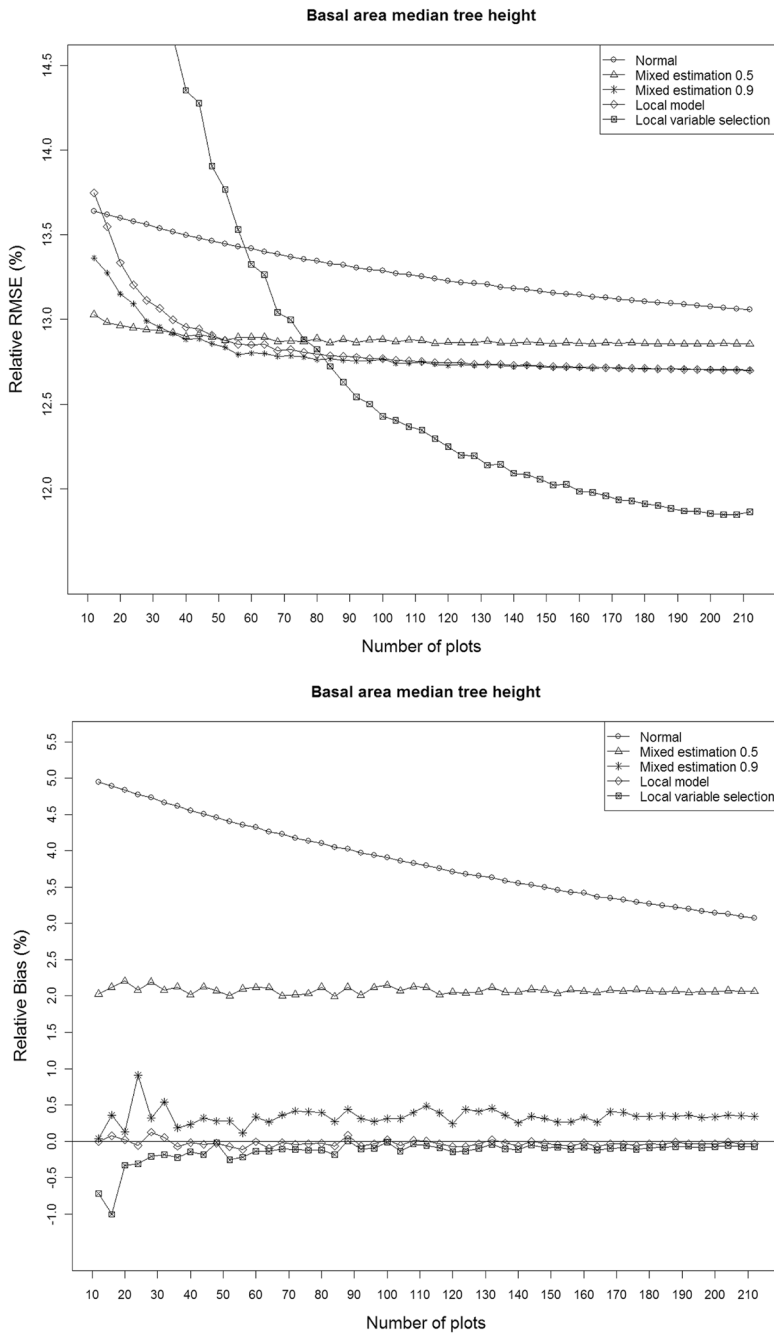 Basal area median tree height
Normal
Mixed estimation 0.5
Mixed estimation 0.9
Local model
Local variable selection
14.5
14.0
13.5
13.0
12.5
12.0
Relative RMSE (%)
10 20 30 40 50 60 70 80 90 100 110 120 130 140 150 160 170 180 190 200 210
Number of plots
Basal area median tree height
Normal
Mixed estimation 0.5
Mixed estimation 0.9
Local model
Local variable selection
5.5
5.0
4.5
4.0
3.5
3.0
2.5
2.0
1.5
1.0
0.5
0.0
-0.5
-1.0
Relative Bias (%)
10 20 30 40 50 60 70 80 90 100 110 120 130 140 150 160 170 180 190 200 210
Number of plots